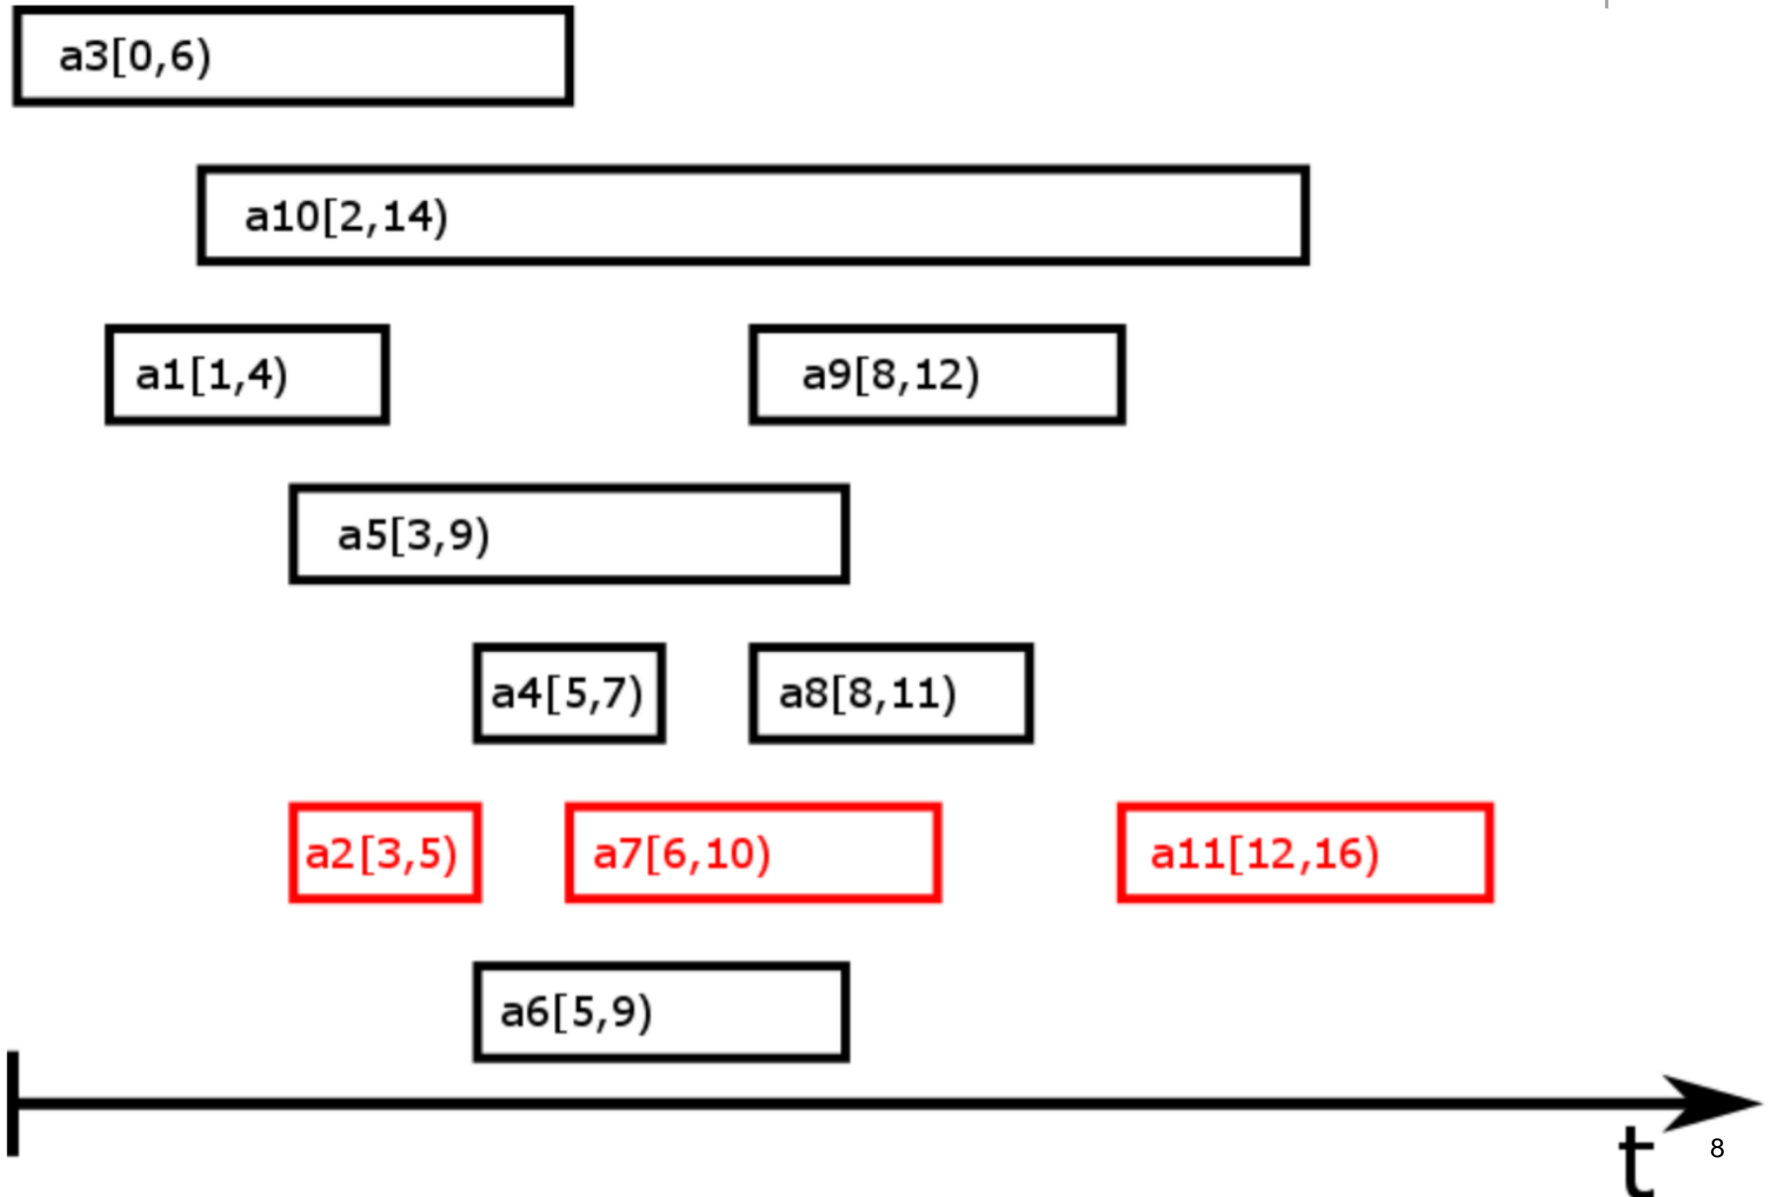 a3[0,6)
a10[2,14)
a1[1,4) a9[8,12)
a5[3,9)
a4[5,7) a8[8,11)
a2[3,5) a7[6,10) a11[12,16)
a6[5,9)
t 8